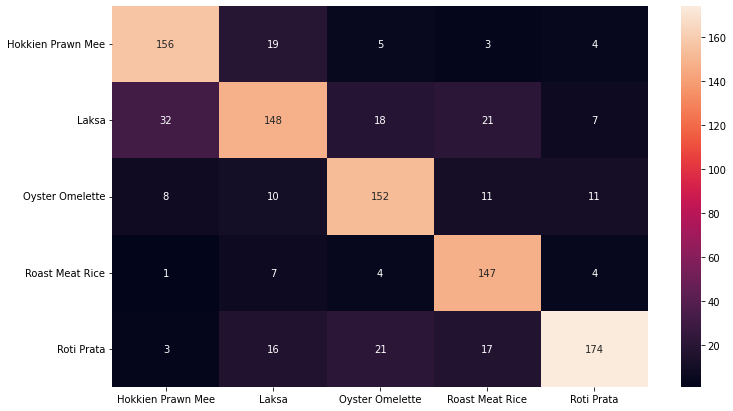 Hokkien Prawn Mee 156 19 5 3 4
Laksa 32 148 18 21 7
Oyster Omelette 8 10 152 11 11
Roast Meat Rice 1 7 4 147 4
Roti Prata 3 16 21 17 174
Hokkien Prawn Mee Laksa Oyster Omelette Roast Meat Rice Roti Prata
160
140
120
100
80
60
40
20